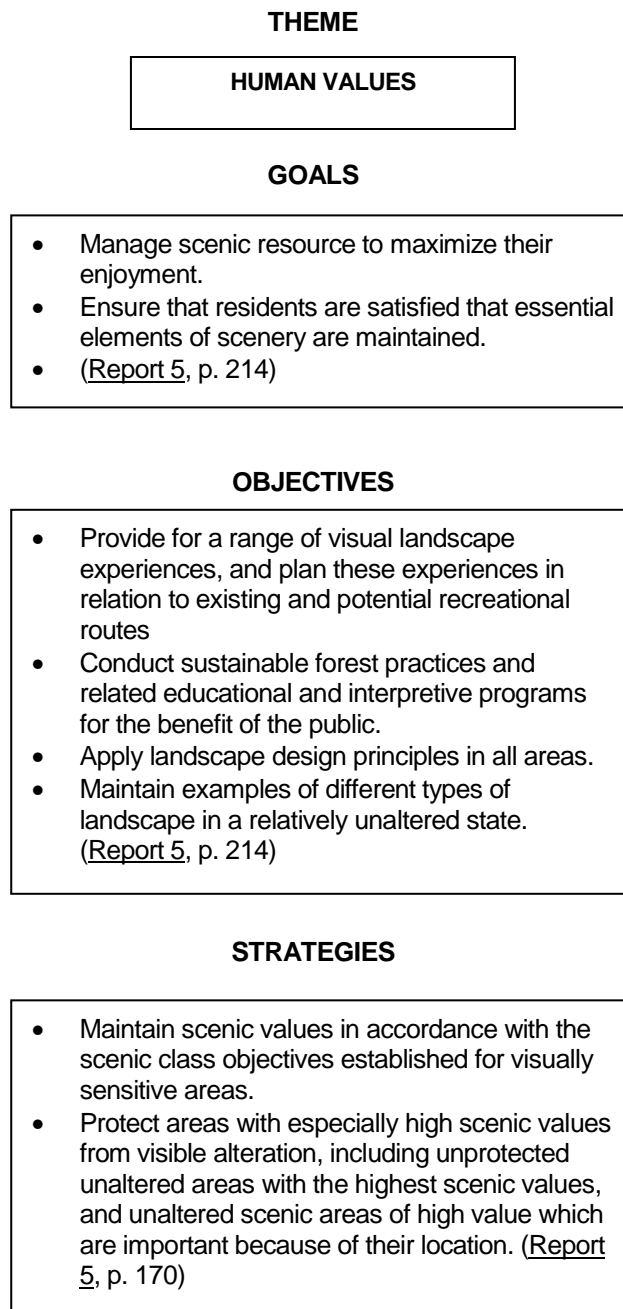 THEME
HUMAN VALUES
GOALS
• Manage scenic resource to maximize their
enjoyment.
• Ensure that residents are satisfied that essential
elements of scenery are maintained.
• (Report 5, p. 214)
OBJECTIVES
• Provide for a range of visual landscape
experiences, and plan these experiences in
relation to existing and potential recreational
routes
• Conduct sustainable forest practices and
related educational and interpretive programs
for the benefit of the public.
• Apply landscape design principles in all areas.
• Maintain examples of different types of
landscape in a relatively unaltered state.
(Report 5, p. 214)
STRATEGIES
• Maintain scenic values in accordance with the
scenic class objectives established for visually
sensitive areas.
• Protect areas with especially high scenic values
from visible alteration, including unprotected
unaltered areas with the highest scenic values,
and unaltered scenic areas of high value which
are important because of their location. (Report
5, p. 170)